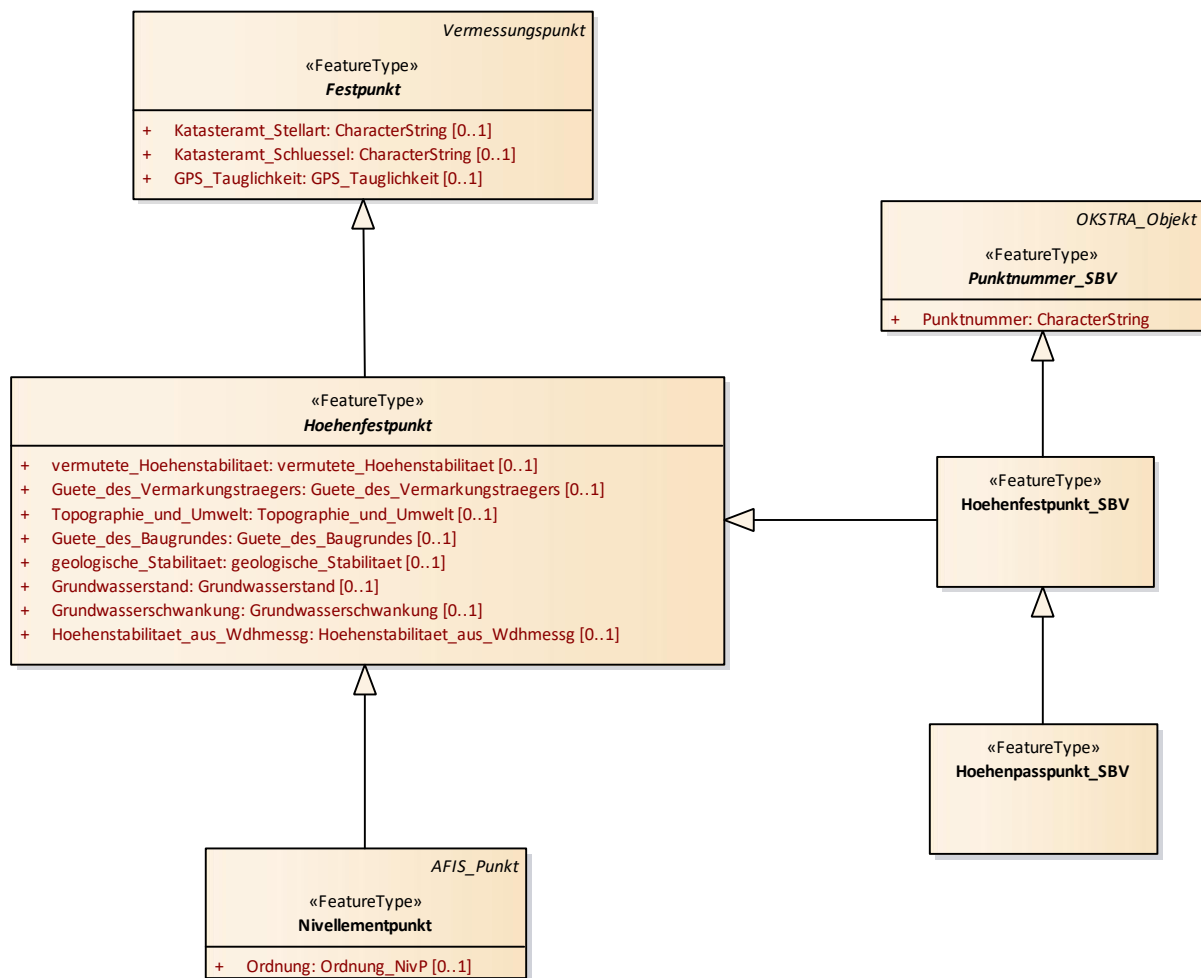 Vermessungspunkt
«FeatureType»
Festpunkt
+ Katasteramt_Stellart: CharacterString [0..1]
+ Katasteramt_Schluessel: CharacterString [0..1]
+ GPS_Tauglichkeit: GPS_Tauglichkeit [0..1]
OKSTRA_Objekt
«FeatureType»
Punktnummer_SBV
+ Punktnummer: CharacterString
«FeatureType»
Hoehenfestpunkt
+ vermutete_Hoehenstabilitaet: vermutete_Hoehenstabilitaet [0..1]
+ Guete_des_Vermarkungstraegers: Guete_des_Vermarkungstraegers [0..1]
+ Topographie_und_Umwelt: Topographie_und_Umwelt [0..1]
+ Guete_des_Baugrundes: Guete_des_Baugrundes [0..1]
+ geologische_Stabilitaet: geologische_Stabilitaet [0..1]
+ Grundwasserstand: Grundwasserstand [0..1]
+ Grundwasserschwankung: Grundwasserschwankung [0..1]
+ Hoehenstabilitaet_aus_Wdhmessg: Hoehenstabilitaet_aus_Wdhmessg [0..1]
«FeatureType»
Hoehenfestpunkt_SBV
«FeatureType»
Hoehenpasspunkt_SBV
AFIS_Punkt
«FeatureType»
Nivellementpunkt
+ Ordnung: Ordnung_NivP [0..1]